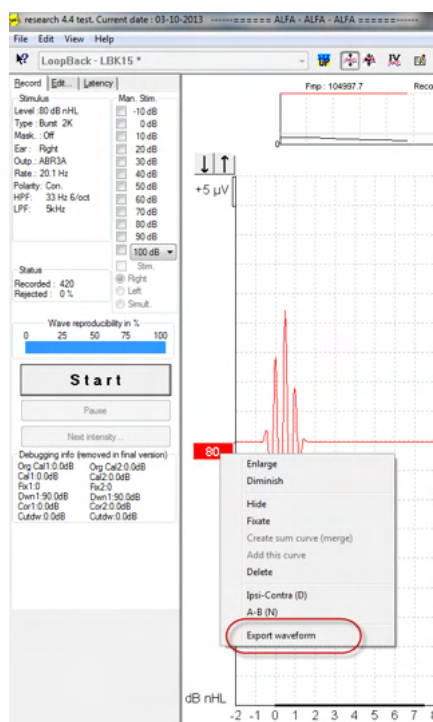 research 4.4 test. Current date : 03-10-2013 ------====== ALFA - ALFA - ALFA ======------
File Edit View Help
LoopBack - LBK15 *
Record Edit... Latency
Stimulus
Level :80 dB nHL
Type : Burst 2K
Mask. : Off
Ear : Right
Outp.: ABR3A
Rate : 20.1 Hz
Polarity: Con.
HPF: 33 Hz 6/oct
LPF: 5kHz
Man. Stim.
-10 dB
0dB
10 dB
20 dB
30 dB
40 dB
50 dB
60 dB
70 dB
80 dB
90 dB
100 dB
Stim.
Right
Left
Simult.
Status
Recorded : 420
Rejected : 0 %
Wave reproducibility in %
0 25 50 75 100
Start
Pause
Next intensity...
Debugging info (removed in final version)
Org Cal1:0.0dB Org Cal2:0.0dB
Cal1:0.0dB Cal2:0.0dB
Fix1:0 Fix2:0
Dwn1:90.0dB Dwn1:90.0dB
Cor1:0.0dB Cor2:0.0dB
Cutdw:0.0dB Cutdw:0.0dB
Fmp : 104997.7 Reco
0
+5 µV
80
Enlarge
Diminish
Hide
Fixate
Create sum curve (merge)
Add this curve
Delete
Ipsi-Contra (D)
A-B (N)
Export waveform
dB nHL
-2 -1 0 1 2 3 4 5 6 7 8